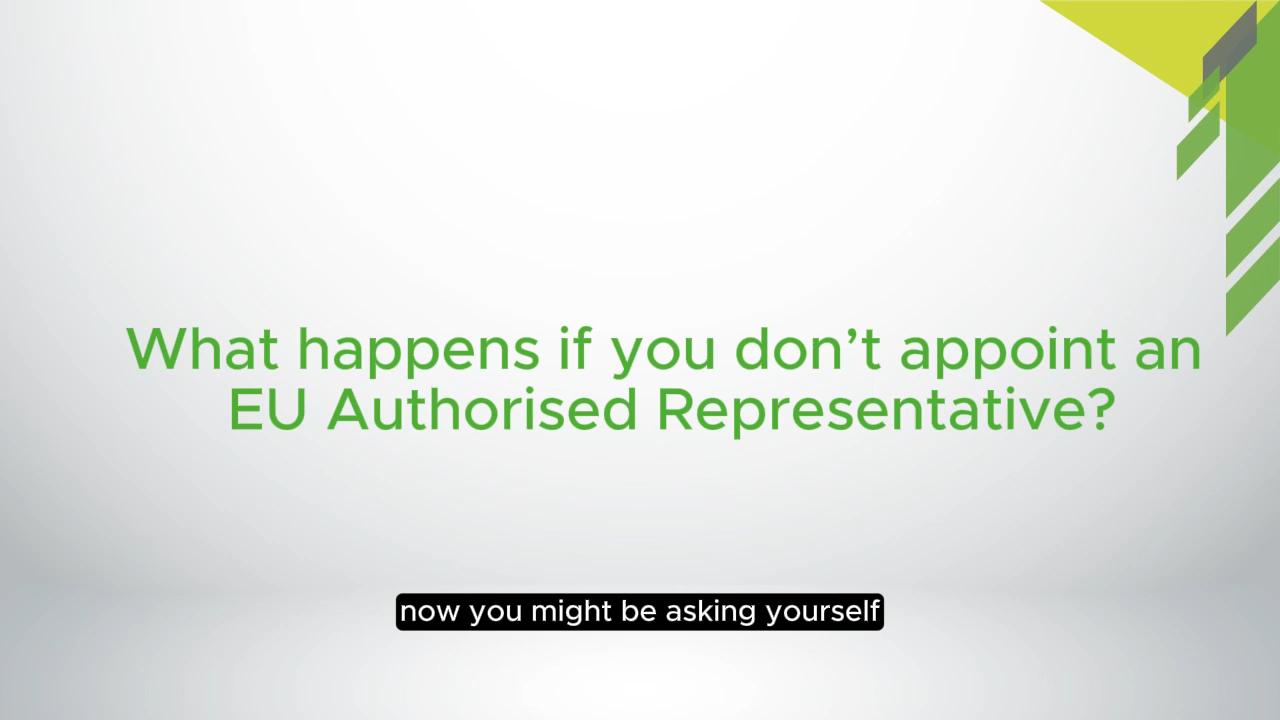 What happens if you don’t appoint an
EU Authorised Representative?
now you might be asking yourself